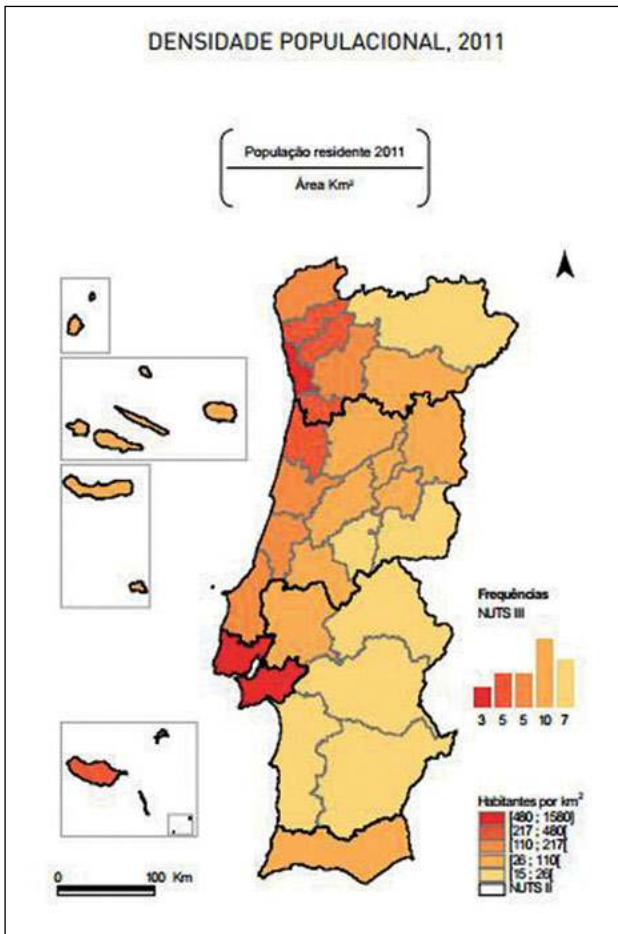 DENSIDADE POPULACIONAL, 2011
População residente 2011
Área Km²
Frequências
NUTS III
3 5 5 10 7
Habitantes por km²
[480 ; 1580]
[217 ; 480[
[110 ; 217[
[26 ; 110[
[15 ; 26[
NUTS II
0 100
Km